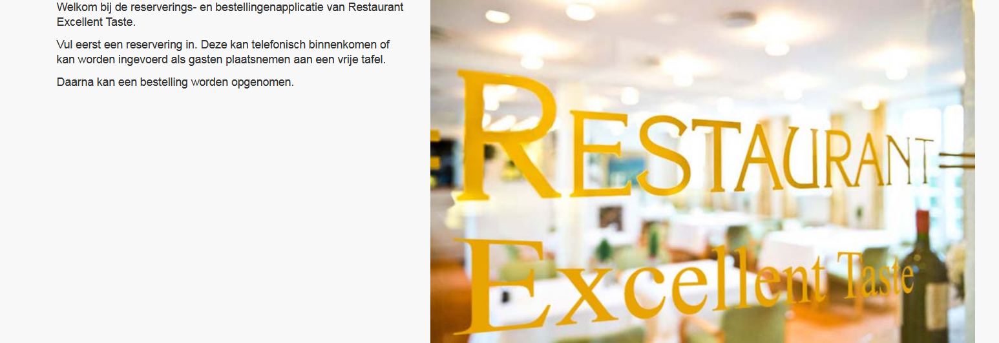 Welkom bij de reserverings- en bestellingenapplicatie van Restaurant
Excellent Taste.
Vul eerst een reservering in. Deze kan telefonisch binnenkomen of
kan worden ingevoerd als gasten plaatsnemen aan een vrije tafel.
Daarna kan een bestelling worden opgenomen.
RESTAURANT
Excellent Taste